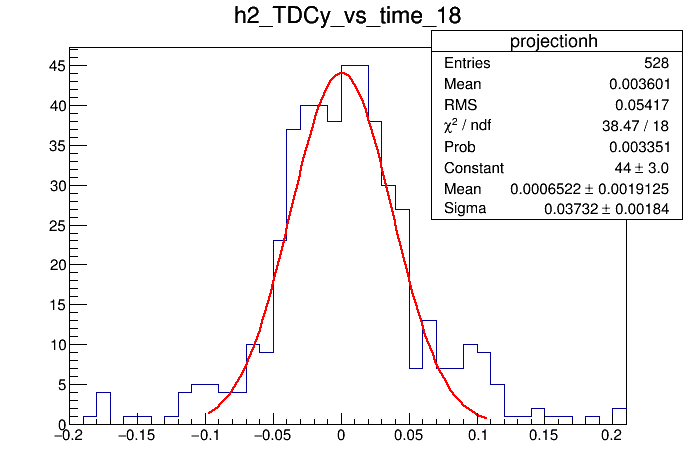 h2_TDCy_vs_time_18
projectionh
Entries 528
Mean 0.003601
RMS 0.05417
χ² / ndf 38.47 / 18
Prob 0.003351
Constant 44 ± 3.0
Mean 0.0006522 ± 0.0019125
Sigma 0.03732 ± 0.00184
45
40
35
30
25
20
15
10
5
0
−0.2 −0.15 −0.1 −0.05 0 0.05 0.1 0.15 0.2